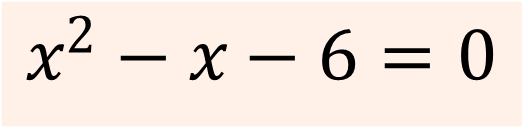 x² − x − 6 = 0